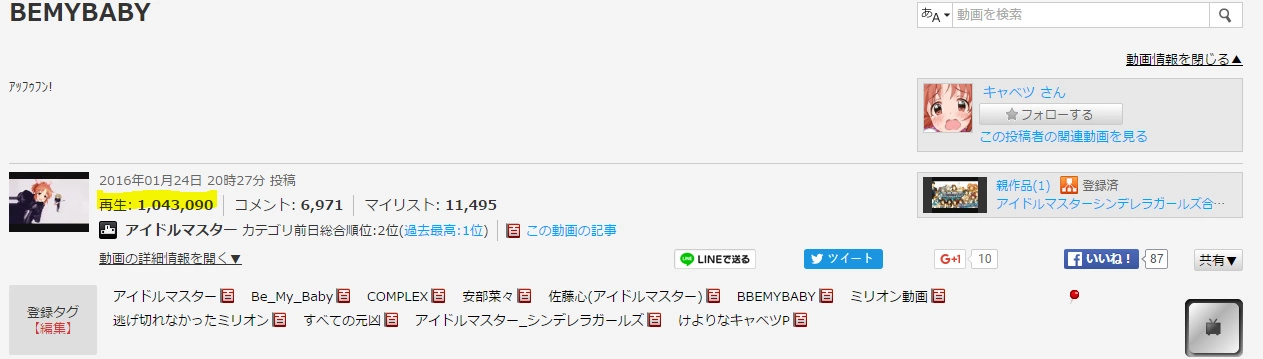 BEMYBABY
あA 動画を検索
動画情報を閉じる▲
ｱｯﾌｩﾌﾝ!
キャベツ さん
★フォローする
この投稿者の関連動画を見る
2016年01月24日 20時27分 投稿
再生: 1,043,090 コメント: 6,971 マイリスト: 11,495
アイドルマスター カテゴリ前日総合順位:2位(過去最高:1位) この動画の記事
動画の詳細情報を開く▼
親作品(1) 登録済
アイドルマスターシンデレラガールズ合…
LINEで送る ツイート G+1 10 いいね! 87 共有▼
登録タグ
【編集】
アイドルマスター Be_My_Baby COMPLEX 安部菜々 佐藤心(アイドルマスター) BBEMYBABY ミリオン動画
逃げ切れなかったミリオン すべての元凶 アイドルマスター_シンデレラガールズ けよりなキャベツP